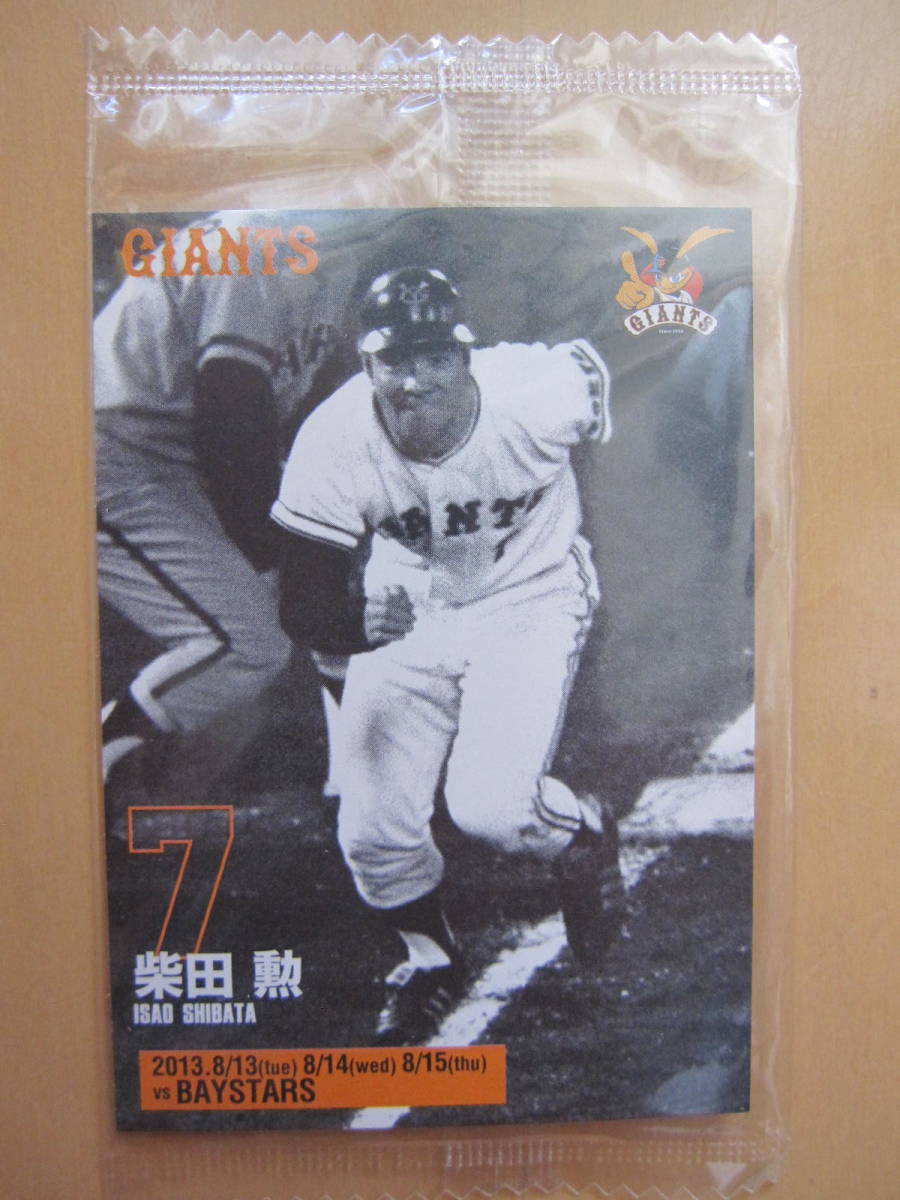 GIANTS
GIANTS
7
柴田 勲
ISAO SHIBATA
2013.8/13(tue) 8/14(wed) 8/15(thu)
vs BAYSTARS